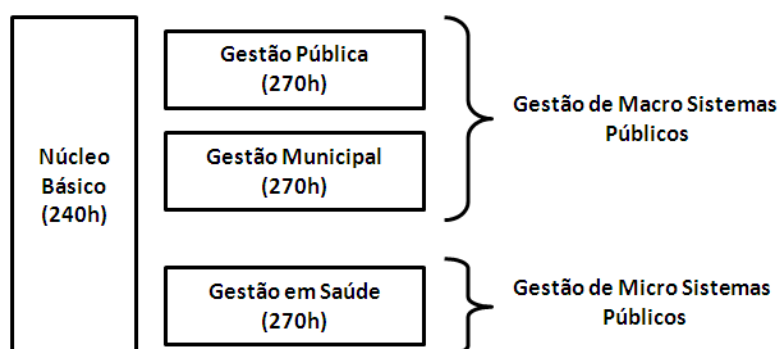 Núcleo
Básico
(240h)
Gestão Pública
(270h)
Gestão Municipal
(270h)
Gestão de Macro Sistemas
Públicos
Gestão em Saúde
(270h)
Gestão de Micro Sistemas
Públicos